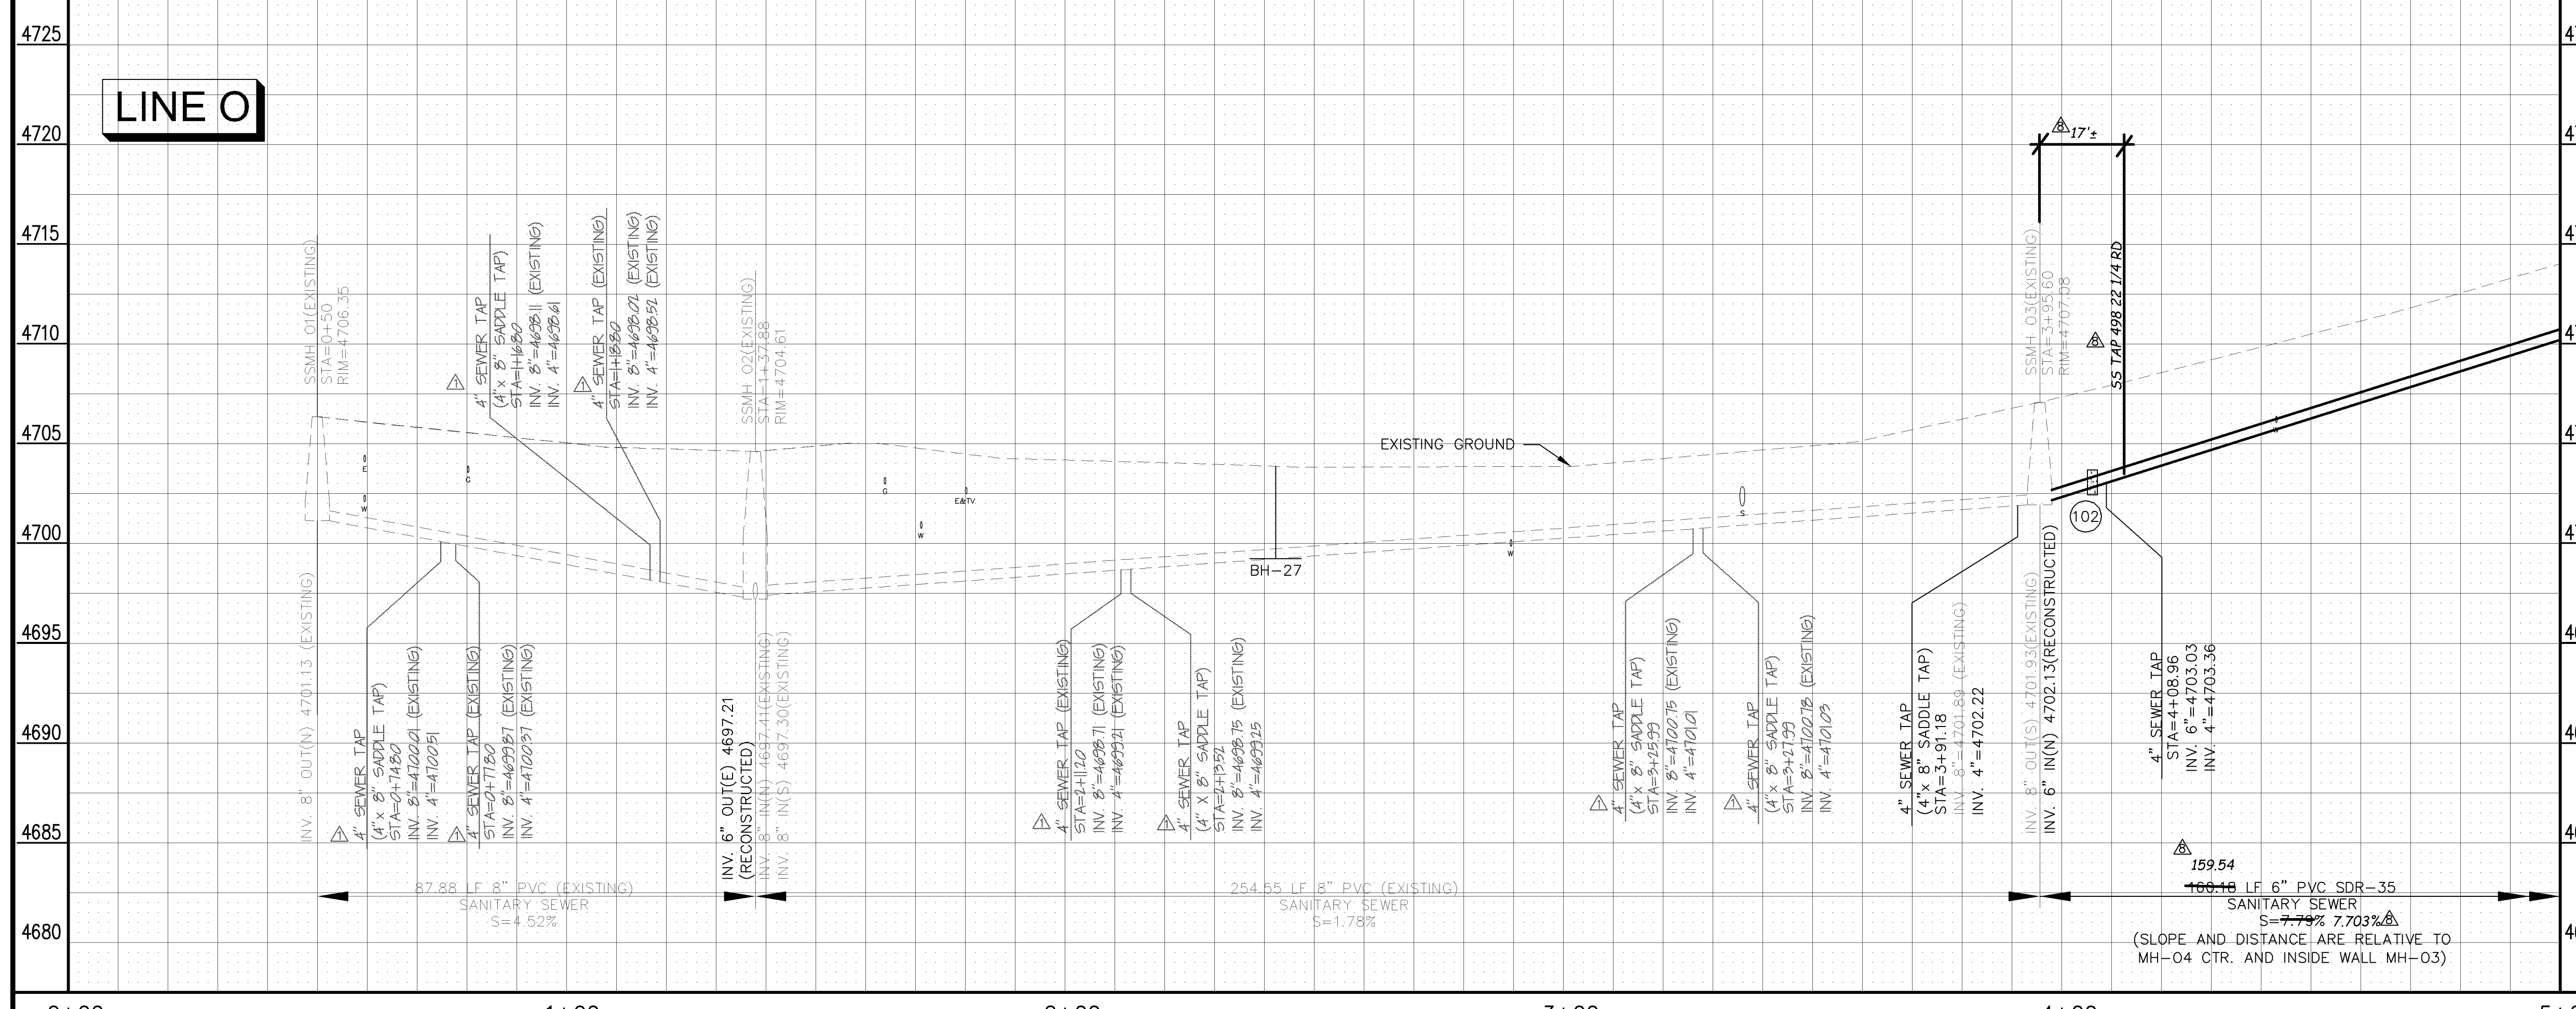 4725
4720
4715
4710
4705
4700
4695
4690
4685
4680
LINE O
SSMH 01(EXISTING)
STA=0+50
RIM=4706.35
4" SEWER TAP
(4"x 8" SADDLE TAP)
STA=1+16.80
INV. 8"=4698.11 (EXISTING)
INV. 4"=4698.61
1
4" SEWER TAP (EXISTING)
STA=1+18.80
INV. 8"=4698.02 (EXISTING)
INV. 4"=4698.52 (EXISTING)
1
SSMH 02(EXISTING)
STA=1+37.88
RIM=4704.61
EXISTING GROUND
SSMH 03(EXISTING)
STA=3+95.60
RIM=4707.08
8
17'±
SS TAP 498 22 1/4 RD
8
E
W
G
G
W
E&TV
BH-27
W
S
W
102
INV. 8" OUT(N) 4701.13 (EXISTING)
1
4" SEWER TAP
(4"x 8" SADDLE TAP)
STA=0+74.80
INV. 8"=4700.01 (EXISTING)
INV. 4"=4700.51
1
4" SEWER TAP (EXISTING)
STA=0+77.80
INV. 8"=4699.87 (EXISTING)
INV. 4"=4700.37 (EXISTING)
INV. 6" OUT(E) 4697.21
(RECONSTRUCTED)
INV. 8" IN(N) 4697.41(EXISTING)
INV. 8" IN(S) 4697.30(EXISTING)
1
4" SEWER TAP (EXISTING)
STA=2+11.20
INV. 8"=4698.71 (EXISTING)
INV. 4"=4699.21 (EXISTING)
1
4" SEWER TAP
(4" X 8" SADDLE TAP)
STA=2+13.52
INV. 8"=4698.75 (EXISTING)
INV. 4"=4699.25
1
4" SEWER TAP
(4"x 8" SADDLE TAP)
STA=3+25.99
INV. 8"=4700.75 (EXISTING)
INV. 4"=4701.01
1
4" SEWER TAP
(4"x 8" SADDLE TAP)
STA=3+27.99
INV. 8"=4700.78 (EXISTING)
INV. 4"=4701.03
4" SEWER TAP
(4"x 8" SADDLE TAP)
STA=3+91.18
INV. 8"=4701.89 (EXISTING)
INV. 4"=4702.22
INV. 8" OUT(S) 4701.93(EXISTING)
INV. 6" IN(N) 4702.13(RECONSTRUCTED)
4" SEWER TAP
STA=4+08.96
INV. 6"=4703.03
INV. 4"=4703.36
87.88 LF 8" PVC (EXISTING)
SANITARY SEWER
S=4.52%
254.55 LF 8" PVC (EXISTING)
SANITARY SEWER
S=1.78%
8
159.54
160.18 LF 6" PVC SDR-35
SANITARY SEWER
S=7.79% 7.703% 8
(SLOPE AND DISTANCE ARE RELATIVE TO
MH-04 CTR. AND INSIDE WALL MH-03)